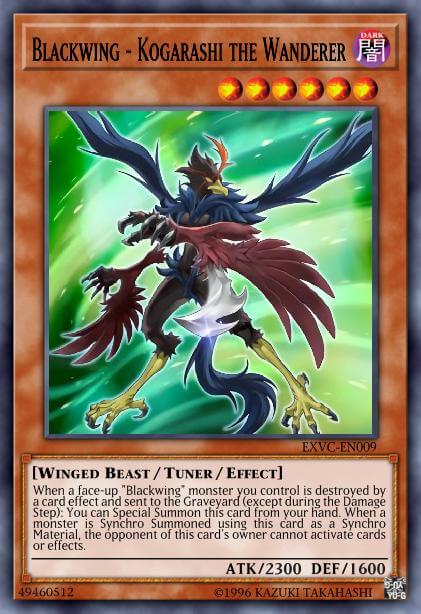 Blackwing - Kogarashi the Wanderer
DARK
闇
EXVC-EN009
[Winged Beast / Tuner / Effect]
When a face-up "Blackwing" monster you control is destroyed by
a card effect and sent to the Graveyard (except during the Damage
Step): You can Special Summon this card from your hand. When a
monster is Synchro Summoned using this card as a Synchro
Material, the opponent of this card's owner cannot activate cards
or effects.
ATK/2300 DEF/1600
49460512
©1996 KAZUKI TAKAHASHI